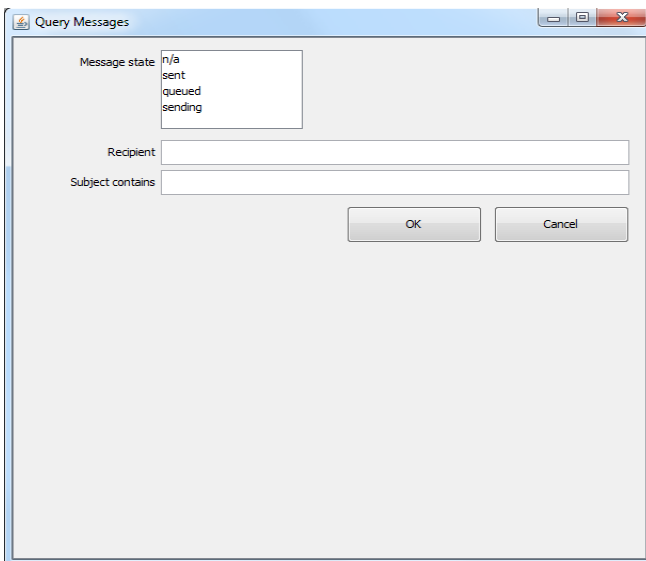 Query Messages
Message state
n/a
sent
queued
sending
Recipient
Subject contains
OK
Cancel